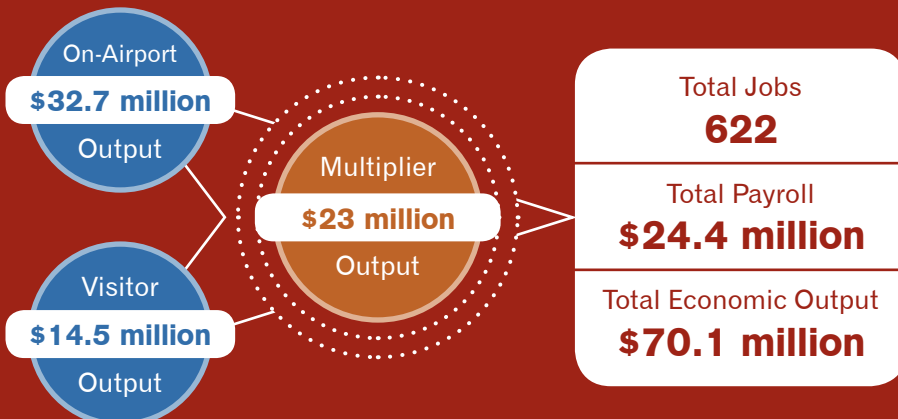 On-Airport
$32.7 million
Output
Visitor
$14.5 million
Output
Multiplier
$23 million
Output
Total Jobs
622
Total Payroll
$24.4 million
Total Economic Output
$70.1 million